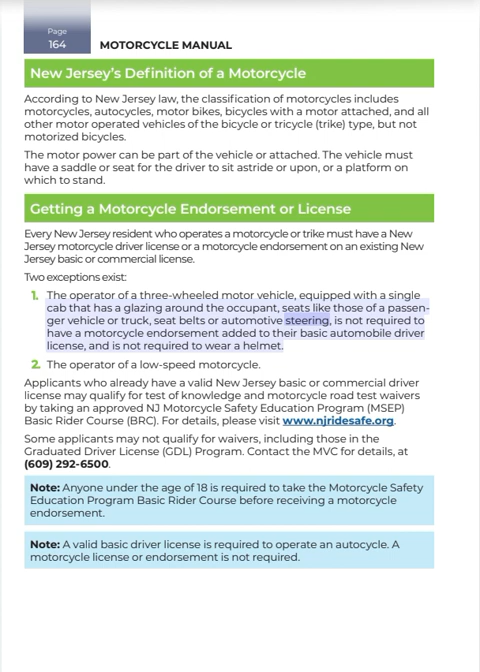 Page
164
MOTORCYCLE MANUAL
New Jersey's Definition of a Motorcycle
According to New Jersey law, the classification of motorcycles includes
motorcycles, autocycles, motor bikes, bicycles with a motor attached, and all
other motor operated vehicles of the bicycle or tricycle (trike) type, but not
motorized bicycles.
The motor power can be part of the vehicle or attached. The vehicle must
have a saddle or seat for the driver to sit astride or upon, or a platform on
which to stand.
Getting a Motorcycle Endorsement or License
Every New Jersey resident who operates a motorcycle or trike must have a New
Jersey motorcycle driver license or a motorcycle endorsement on an existing New
Jersey basic or commercial license.
Two exceptions exist:
1. The operator of a three-wheeled motor vehicle, equipped with a single
cab that has a glazing around the occupant, seats like those of a passen-
ger vehicle or truck, seat belts or automotive steering, is not required to
have a motorcycle endorsement added to their basic automobile driver
license, and is not required to wear a helmet.
2. The operator of a low-speed motorcycle.
Applicants who already have a valid New Jersey basic or commercial driver
license may qualify for test of knowledge and motorcycle road test waivers
by taking an approved NJ Motorcycle Safety Education Program (MSEP)
Basic Rider Course (BRC). For details, please visit www.njridesafe.org.
Some applicants may not qualify for waivers, including those in the
Graduated Driver License (GDL) Program. Contact the MVC for details, at
(609) 292-6500.
Note: Anyone under the age of 18 is required to take the Motorcycle Safety
Education Program Basic Rider Course before receiving a motorcycle
endorsement.
Note: A valid basic driver license is required to operate an autocycle. A
motorcycle license or endorsement is not required.